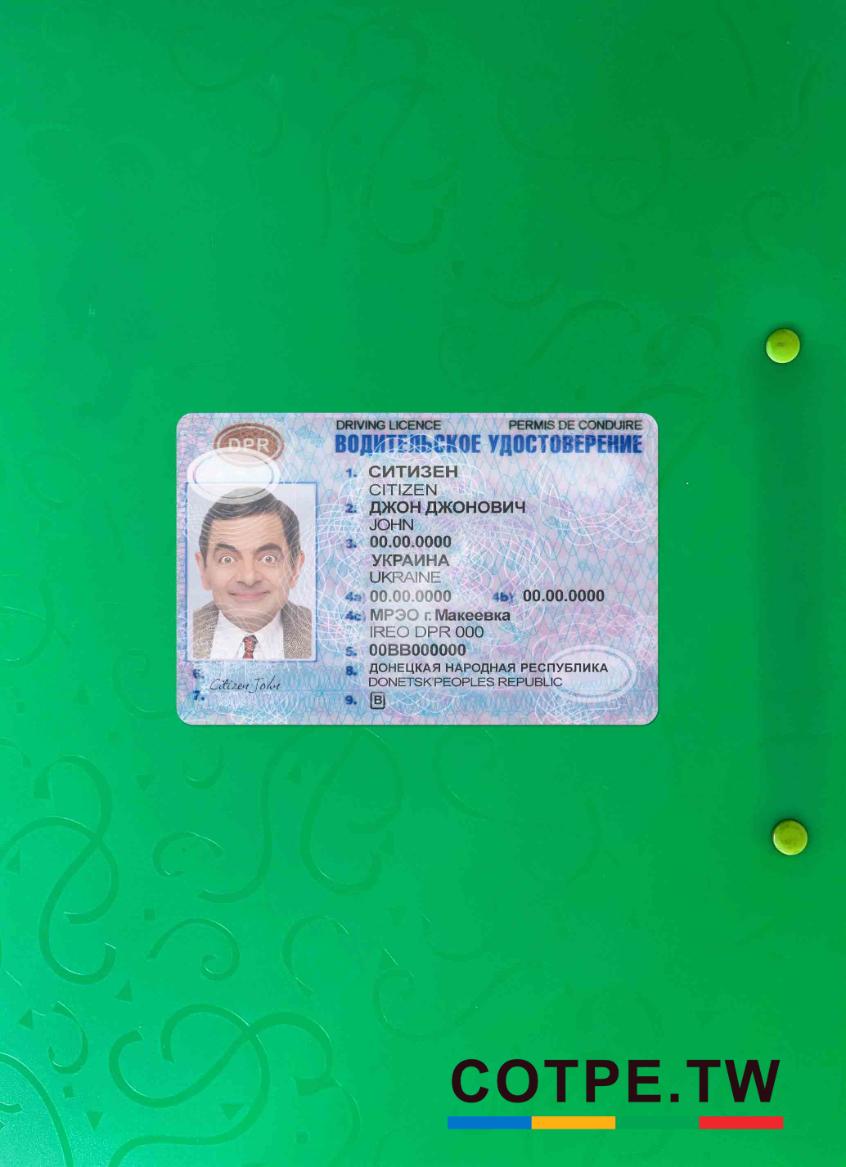 DRIVING LICENCE PERMIS DE CONDUIRE
DPR
ВОДИТЕЛЬСКОЕ УДОСТОВЕРЕНИЕ
1. СИТИЗЕН
CITIZEN
2. ДЖОН ДЖОНОВИЧ
JOHN
3. 00.00.0000
УКРАИНА
UKRAINE
4a) 00.00.0000 4b) 00.00.0000
4c) МРЭО г. Макеевка
IREO DPR 000
5. 00BB000000
8. ДОНЕЦКАЯ НАРОДНАЯ РЕСПУБЛИКА
DONETSK PEOPLES REPUBLIC
6.
7. Citizen John
9. B
COTPE.TW